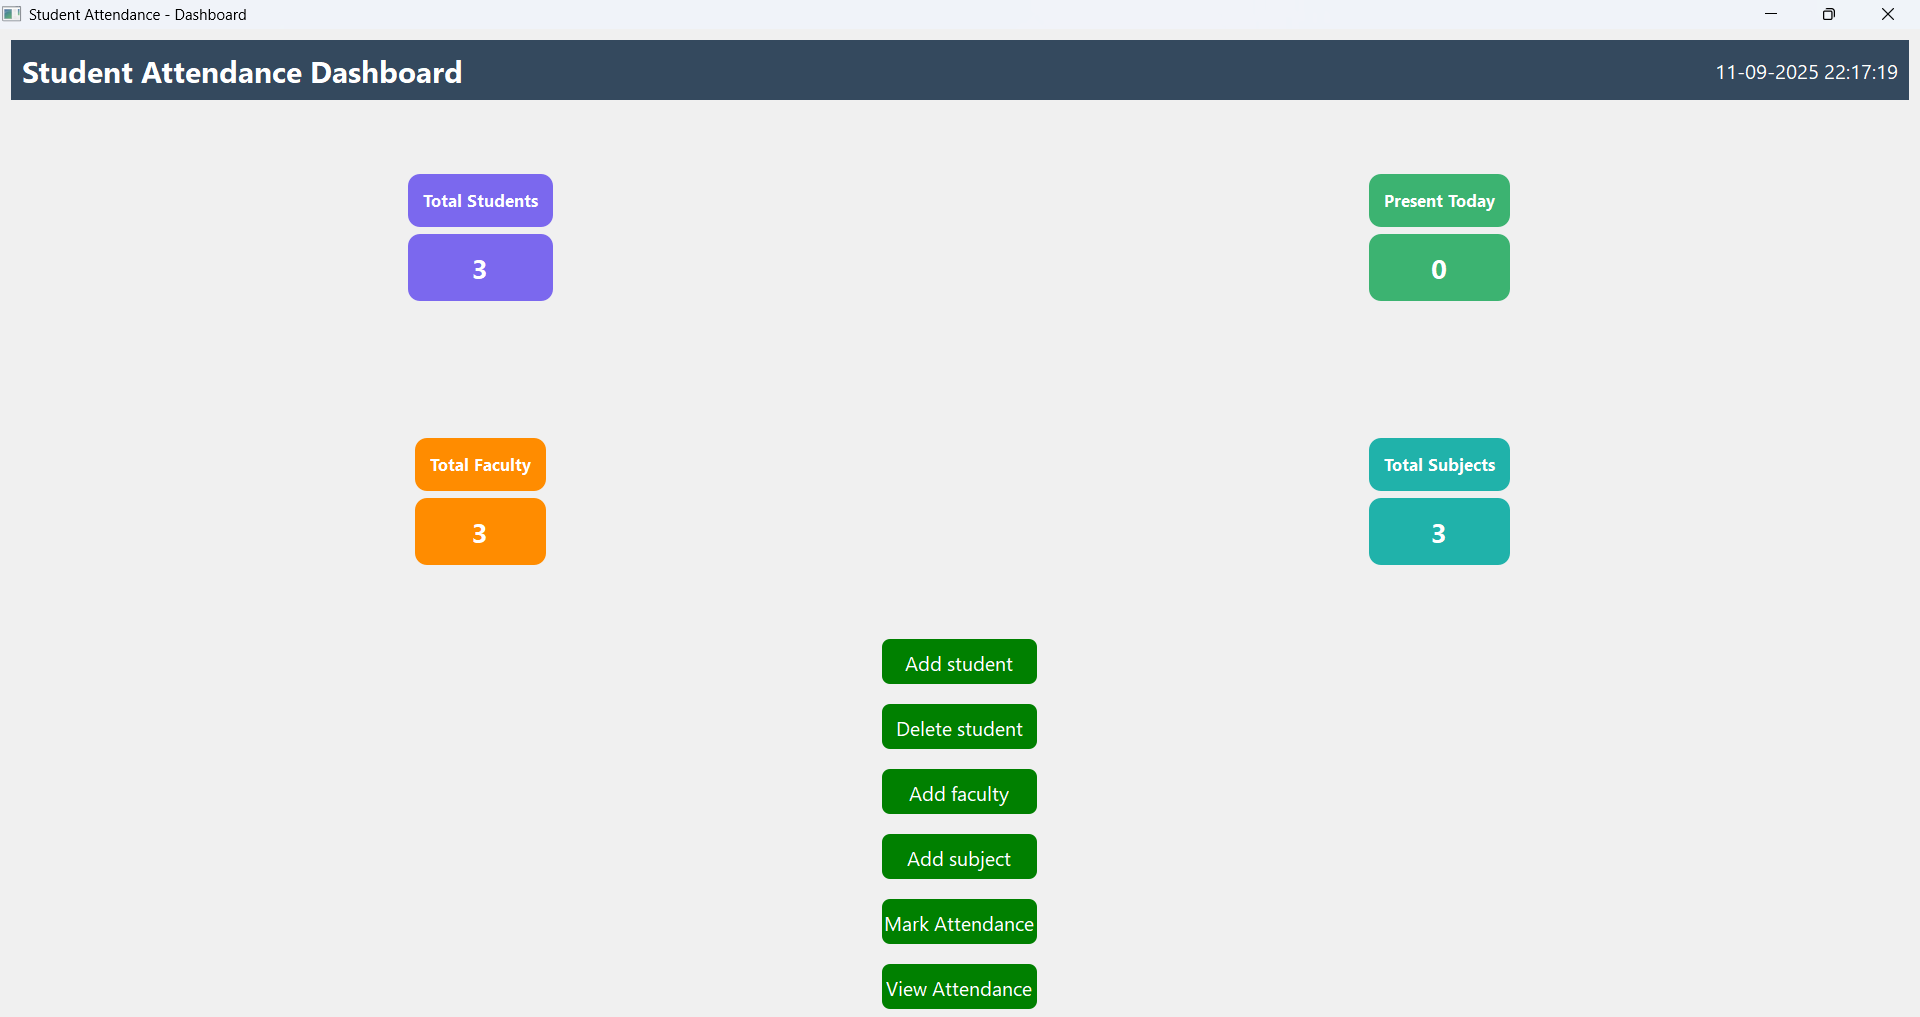 Student Attendance - Dashboard
Student Attendance Dashboard
11-09-2025 22:17:19
Total Students
3
Present Today
0
Total Faculty
3
Total Subjects
3
Add student
Delete student
Add faculty
Add subject
Mark Attendance
View Attendance